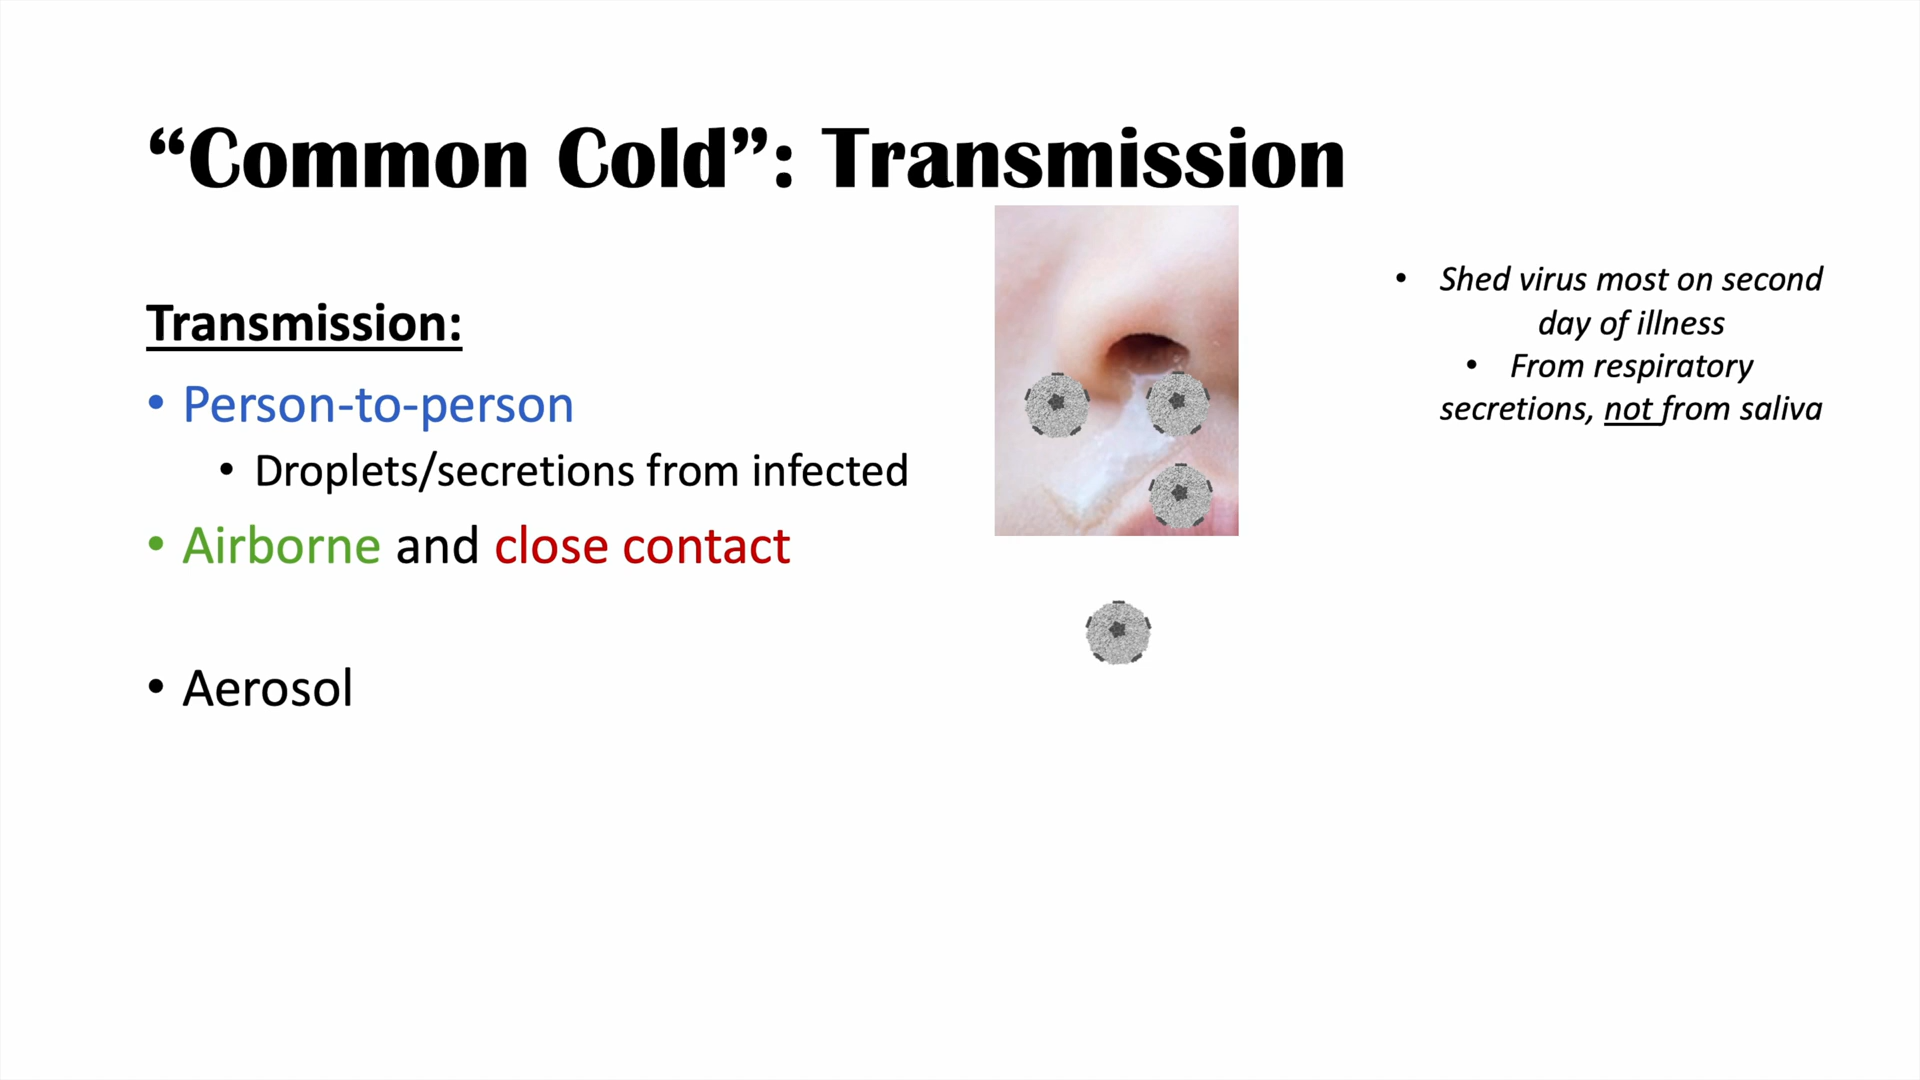 “Common Cold”: Transmission
Transmission:
• Person-to-person
• Droplets/secretions from infected
• Airborne and close contact
• Aerosol
• Shed virus most on second
day of illness
• From respiratory
secretions, not from saliva